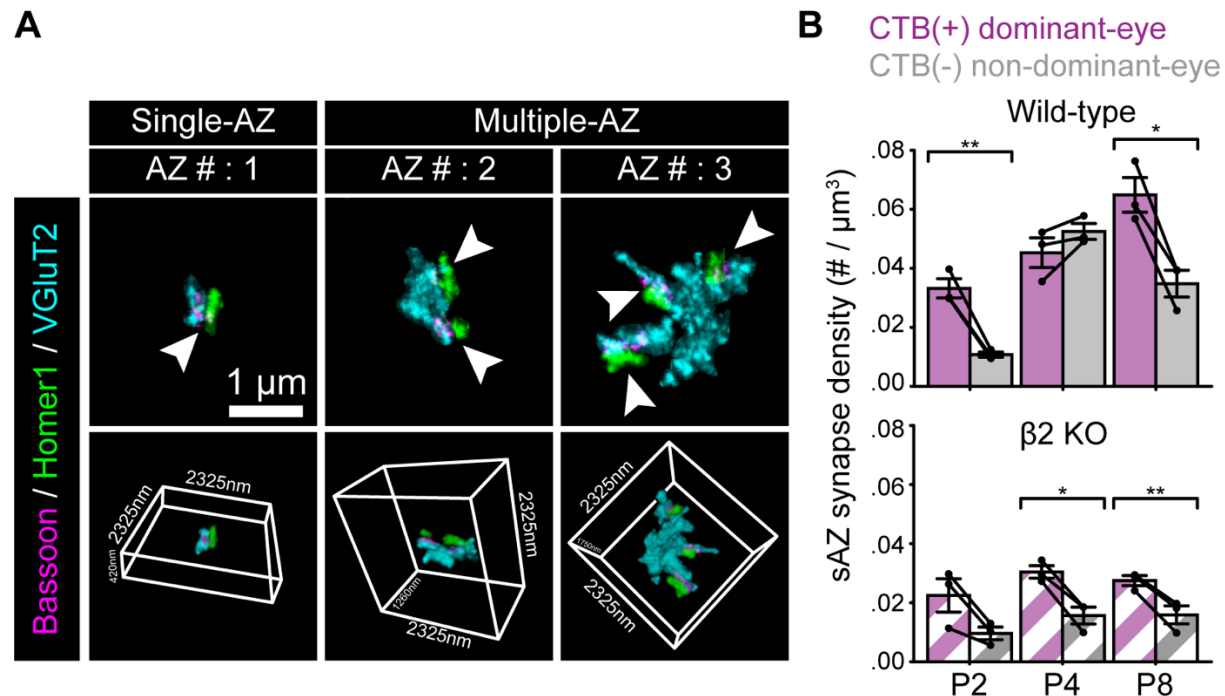 A
Single-AZ
Multiple-AZ
AZ # : 1
AZ # : 2
AZ # : 3
Bassoon / Homer1 / VGluT2
1 µm
2325nm
2325nm
420nm
2325nm
2325nm
1260nm
2325nm
2325nm
1750nm
B
CTB(+) dominant-eye
CTB(-) non-dominant-eye
Wild-type
sAZ synapse density (# / µm³)
.08
.06
.04
.02
.00
**
*
β2 KO
.08
.06
.04
.02
.00
*
**
P2
P4
P8